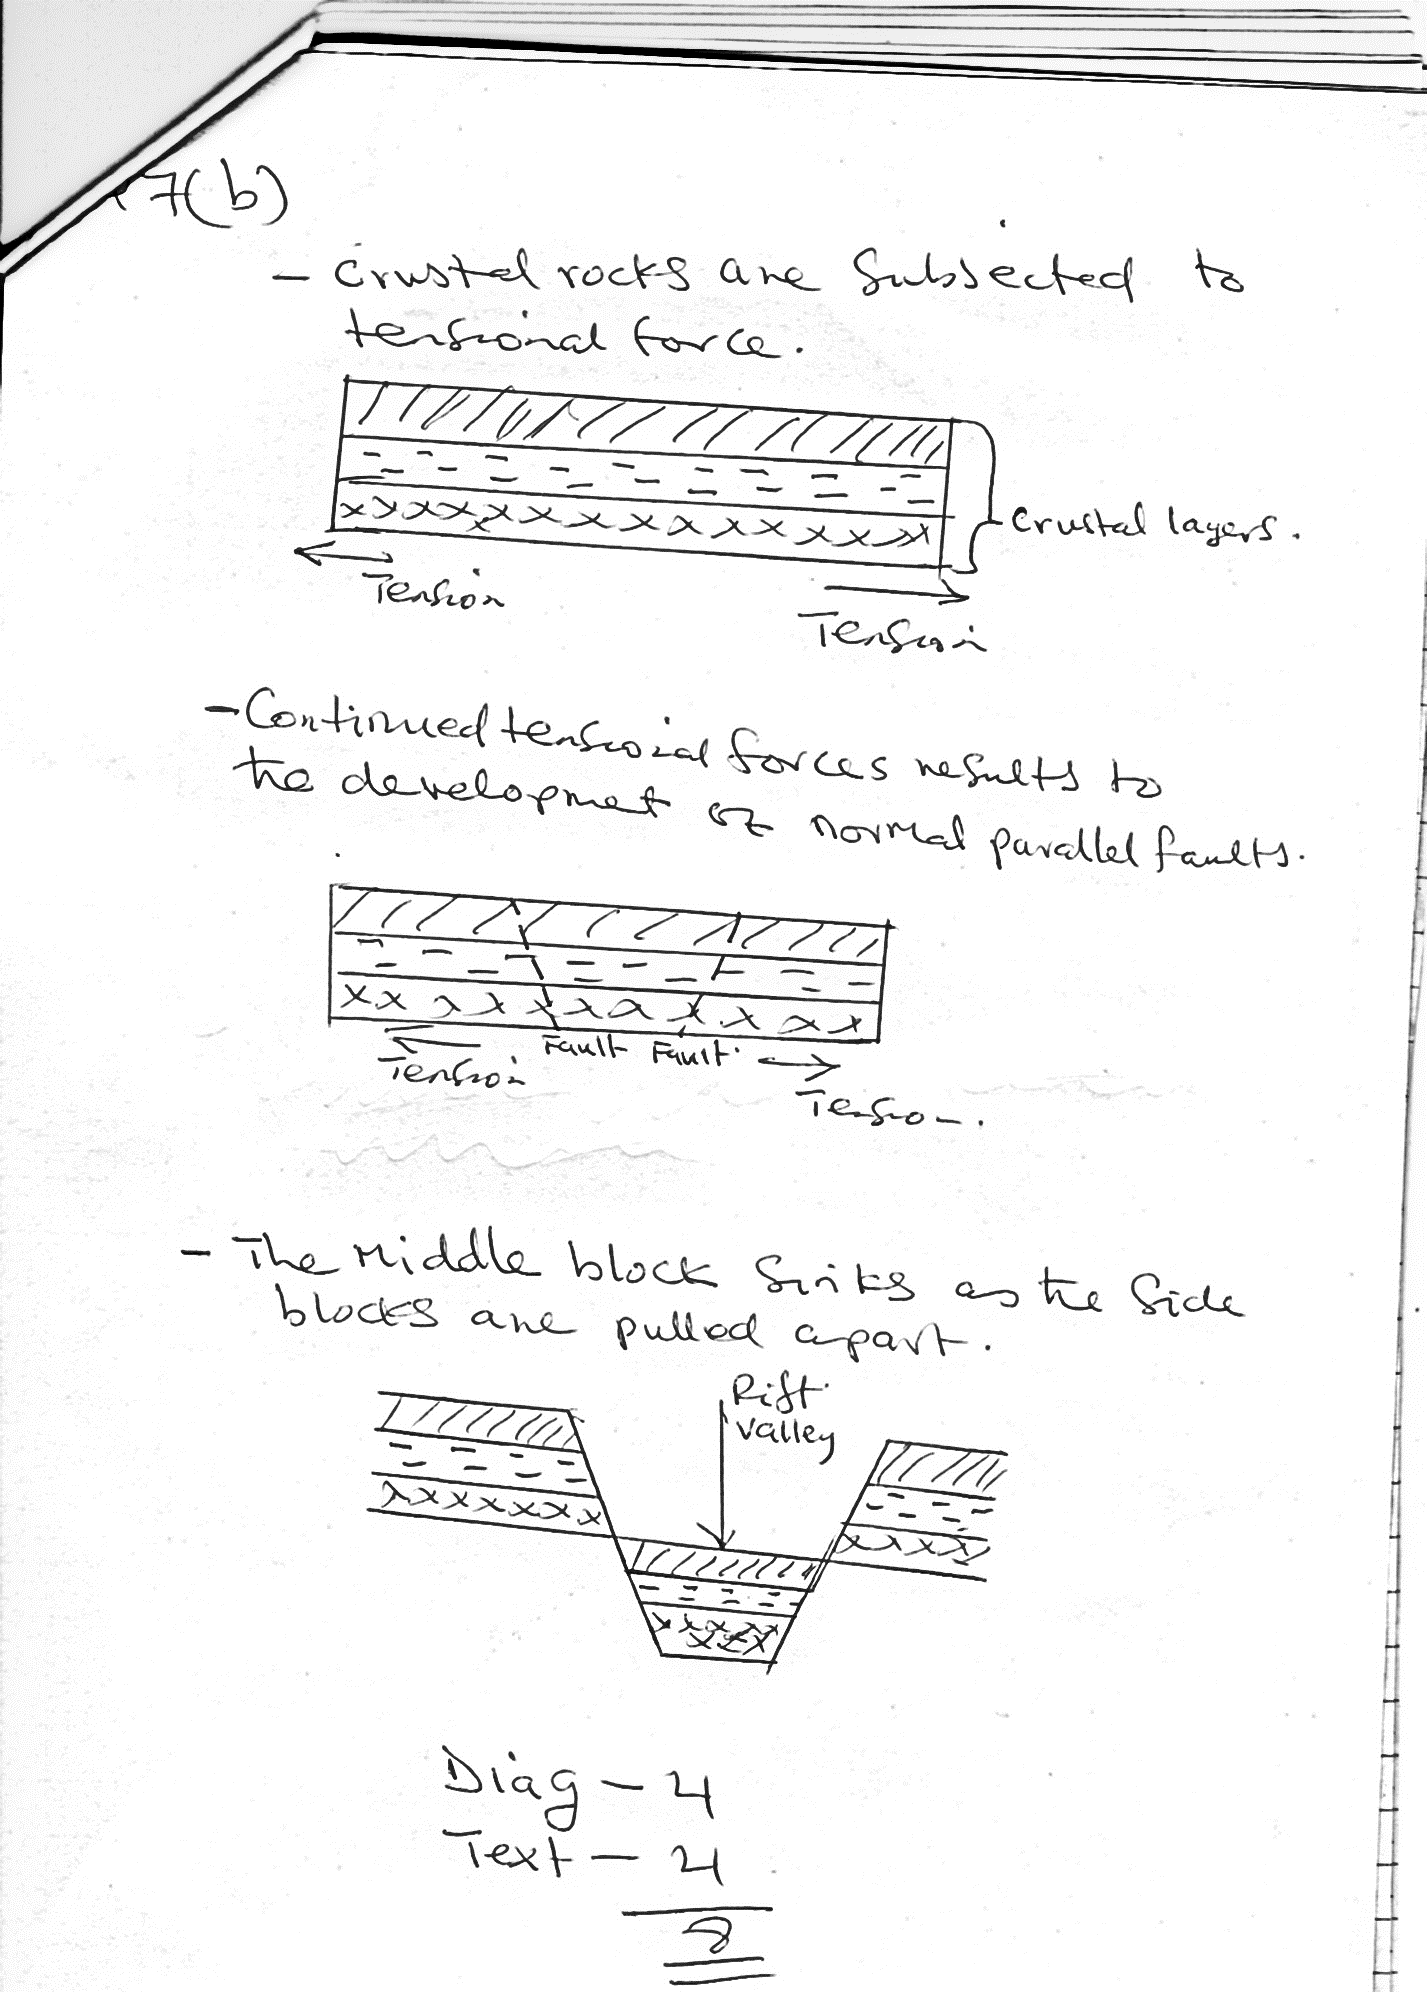 7(b)
- Crustal rocks are Subjected to
tensional force.
Crustal layers.
Tension
Tension
- Continued tensional forces results to
the development of normal parallel faults.
Fault Fault
Tension
Tension.
- The Middle block Sinks as the Side
blocks are pulled apart.
Rift
Valley
Diag - 4
Text - 4
8